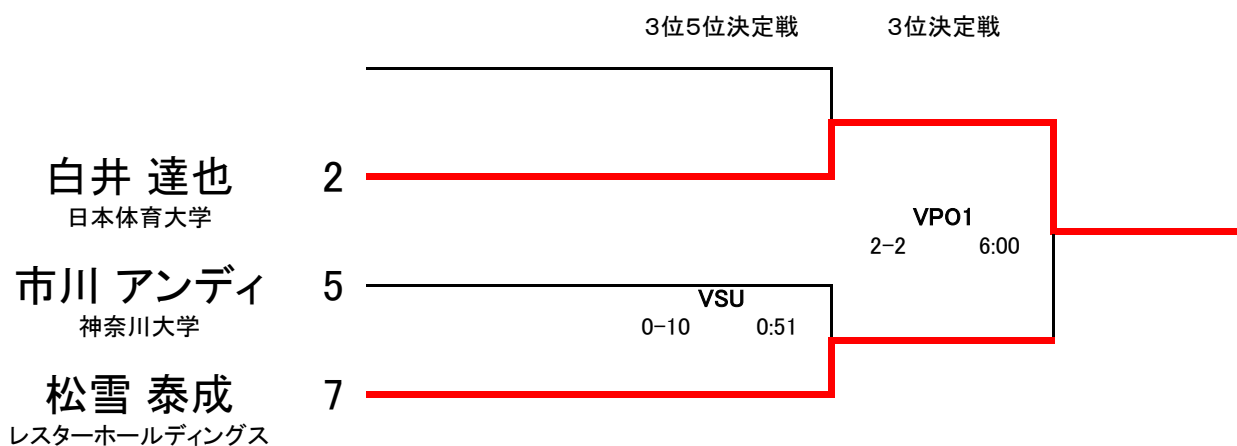 ３位５位決定戦 ３位決定戦
白井 達也 2
日本体育大学
VPO1
2-2 6:00
市川 アンディ 5
神奈川大学
VSU
0-10 0:51
松雪 泰成 7
レスターホールディングス